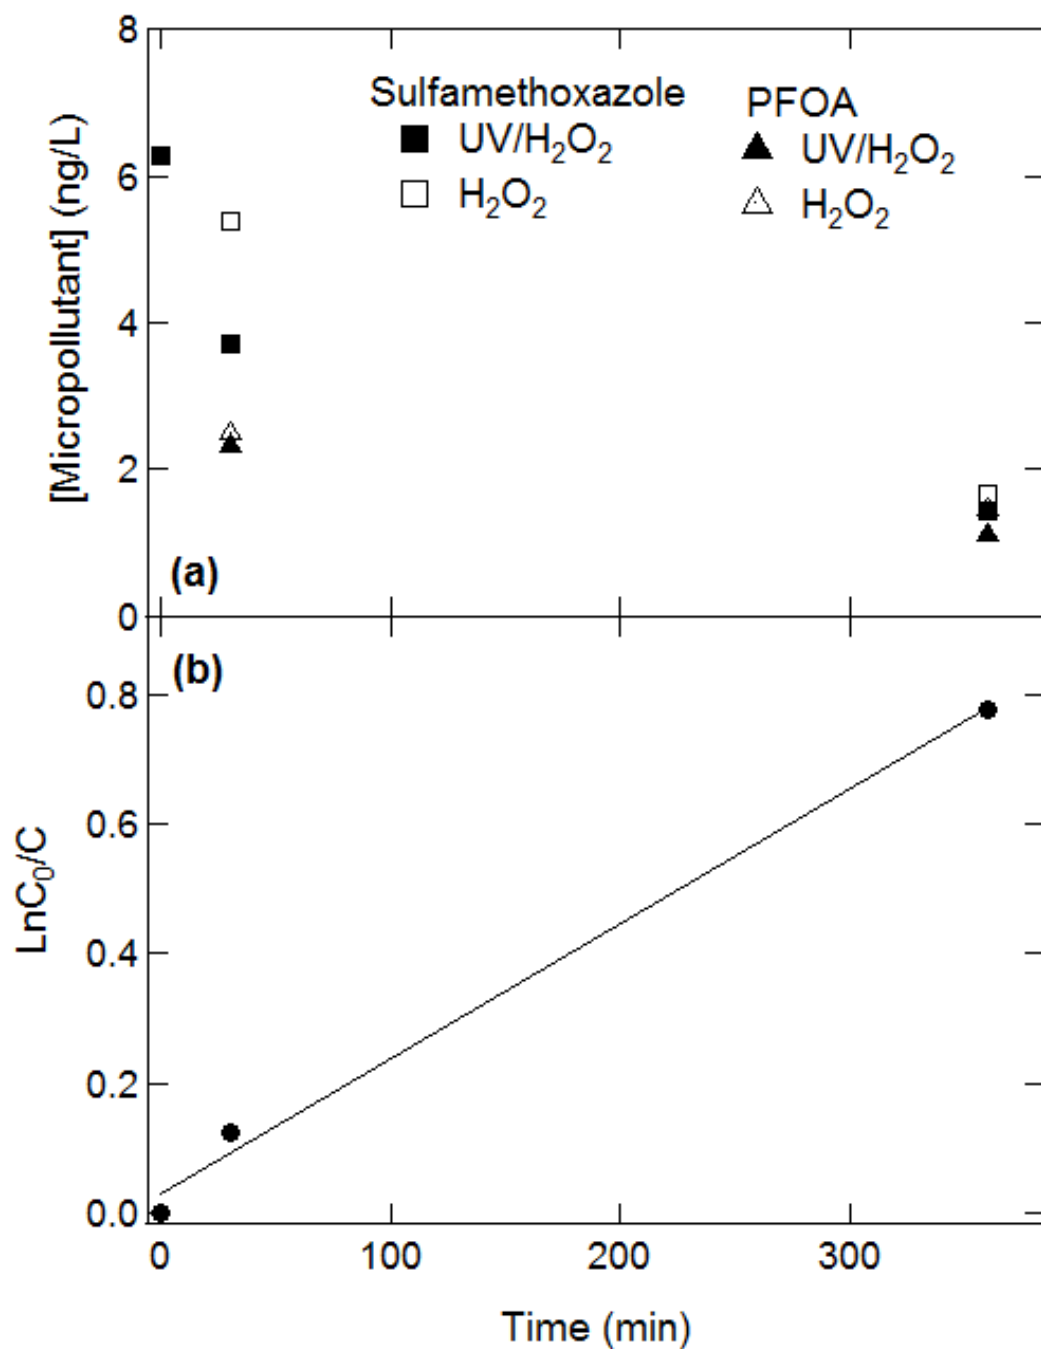 8
6
4
2
0
[Micropollutant] (ng/L)
Sulfamethoxazole
UV/H₂O₂
H₂O₂
PFOA
UV/H₂O₂
H₂O₂
(a)
(b)
0.8
0.6
0.4
0.2
0.0
LnC₀/C
0 100 200 300
Time (min)